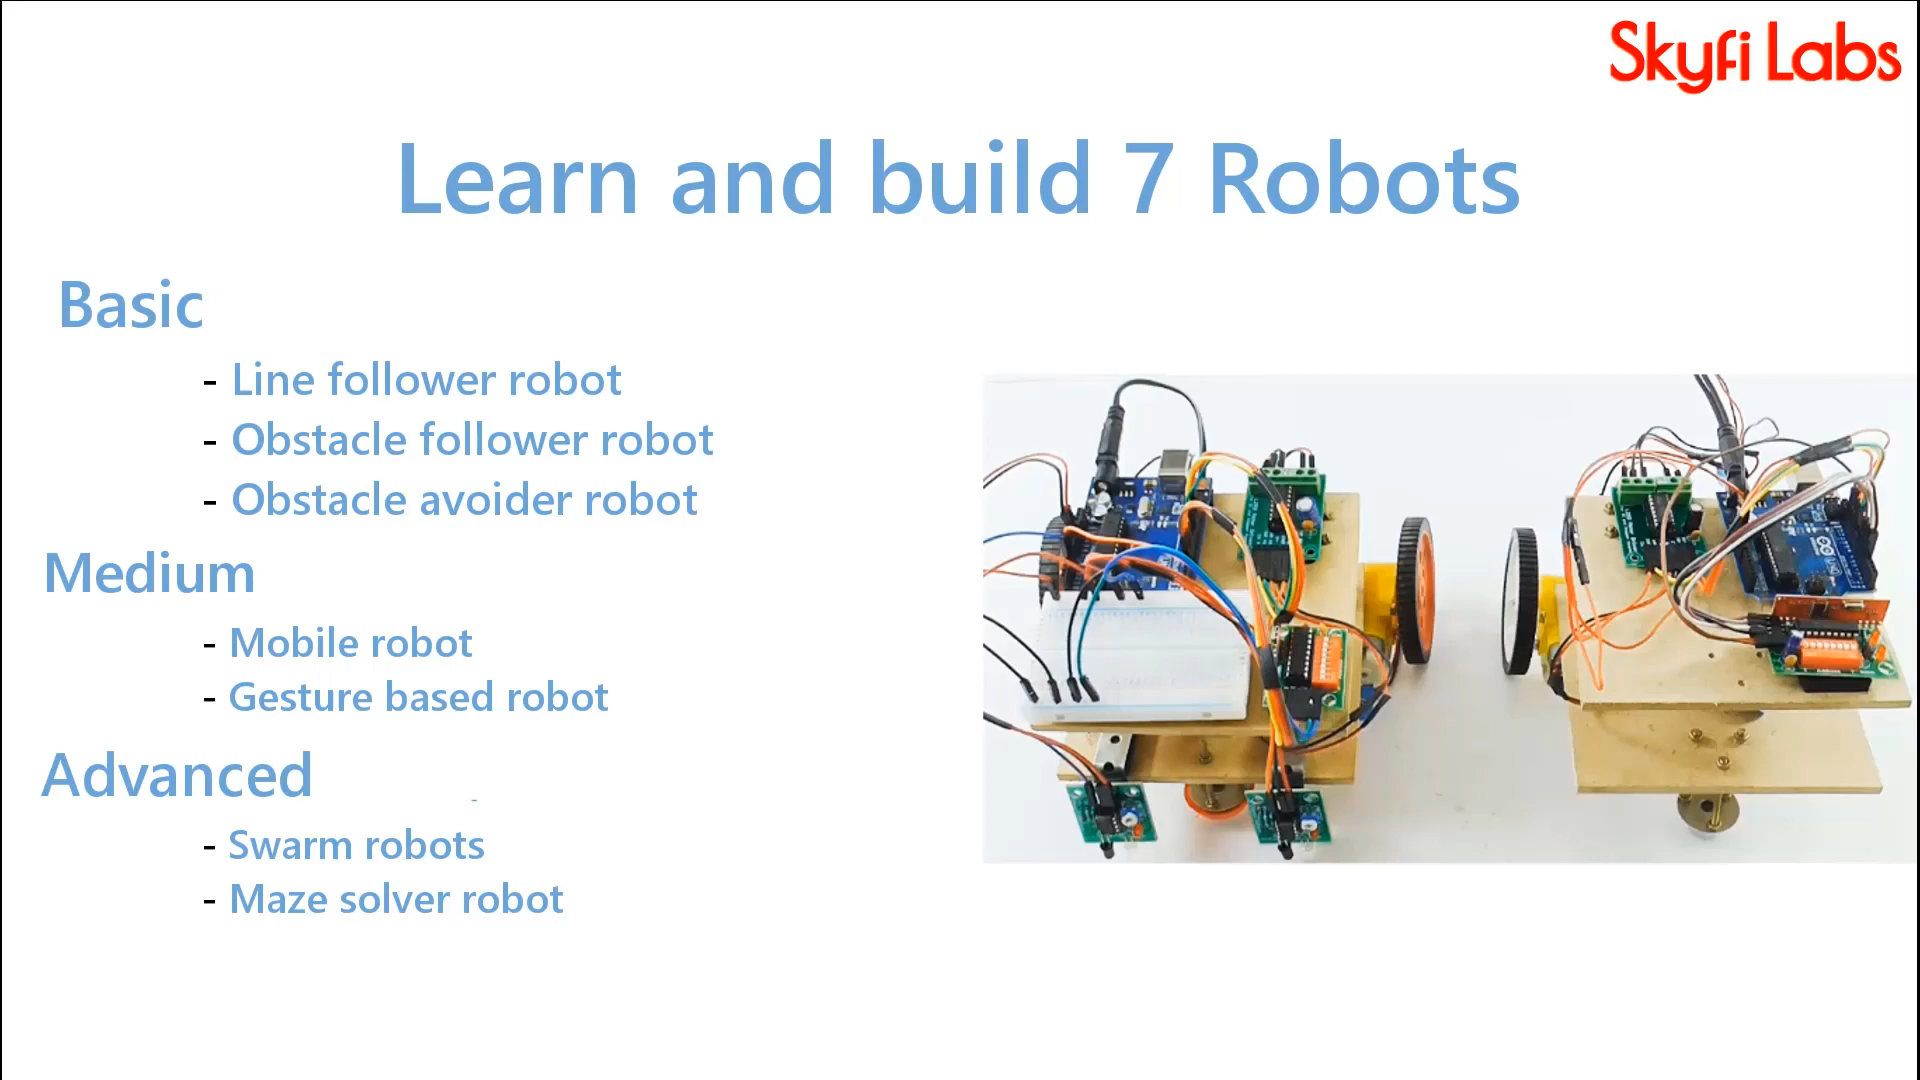 Skyfi Labs
Learn and build 7 Robots
Basic
- Line follower robot
- Obstacle follower robot
- Obstacle avoider robot
Medium
- Mobile robot
- Gesture based robot
Advanced
- Swarm robots
- Maze solver robot